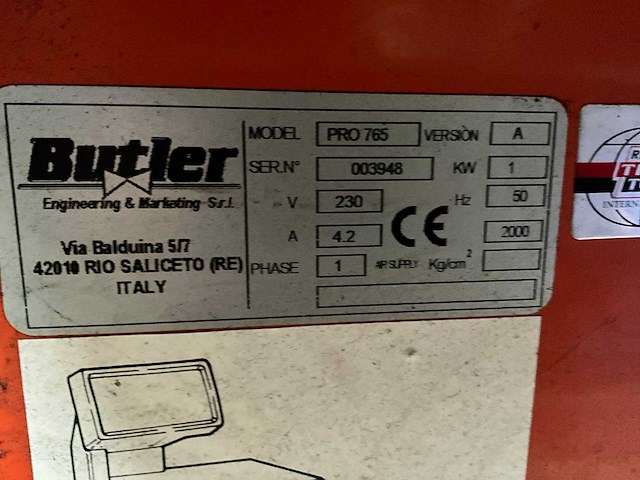 Butler
Engineering & Marketing S.r.l.
Via Balduina 5/7
42010 RIO SALICETO (RE)
ITALY
MODEL PRO 765 VERSIÒN A
SER.N° 003948 KW 1
V 230 Hz 50
A 4.2 CE 2000
PHASE 1 AIR SUPPLY Kg/cm²